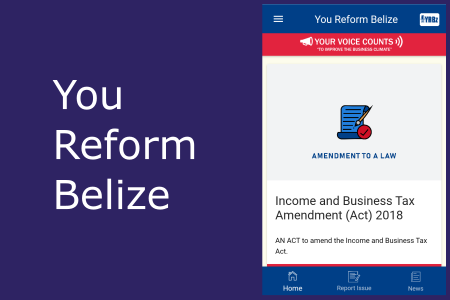 You
Reform
Belize
You Reform Belize
YRBz
YOUR VOICE COUNTS
"TO IMPROVE THE BUSINESS CLIMATE"
AMENDMENT TO A LAW
Income and Business Tax
Amendment (Act) 2018
AN ACT to amend the Income and Business Tax
Act.
Home
Report Issue
News